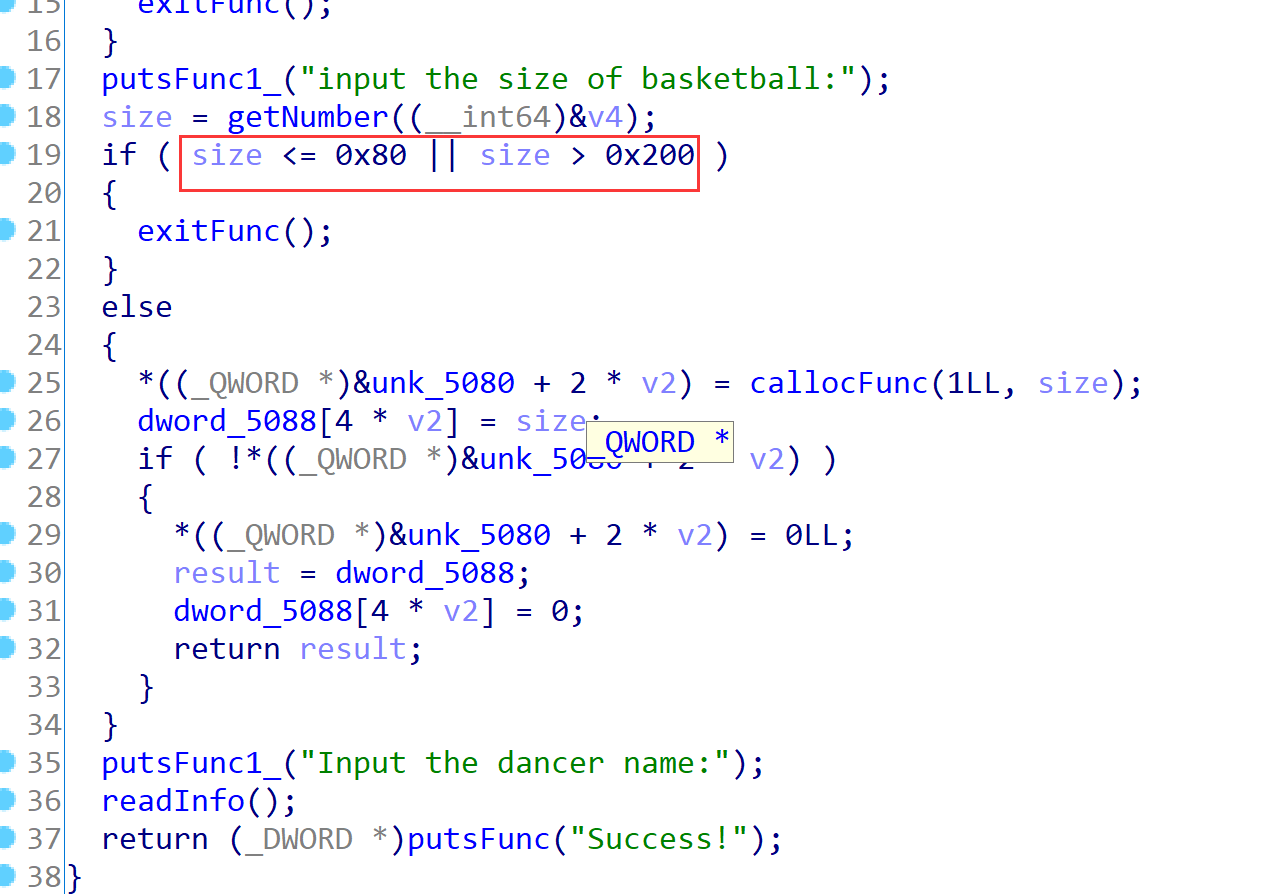 15 exitFunc();
16 }
17 putsFunc1_("input the size of basketball:");
18 size = getNumber((__int64)&v4);
19 if ( size <= 0x80 || size > 0x200 )
20 {
21 exitFunc();
22 }
23 else
24 {
25 *((_QWORD *)&unk_5080 + 2 * v2) = callocFunc(1LL, size);
26 dword_5088[4 * v2] = size;
_QWORD *
27 if ( !*((_QWORD *)&unk_5080 + 2 v2) )
28 {
29 *((_QWORD *)&unk_5080 + 2 * v2) = 0LL;
30 result = dword_5088;
31 dword_5088[4 * v2] = 0;
32 return result;
33 }
34 }
35 putsFunc1_("Input the dancer name:");
36 readInfo();
37 return (_DWORD *)putsFunc("Success!");
38 }